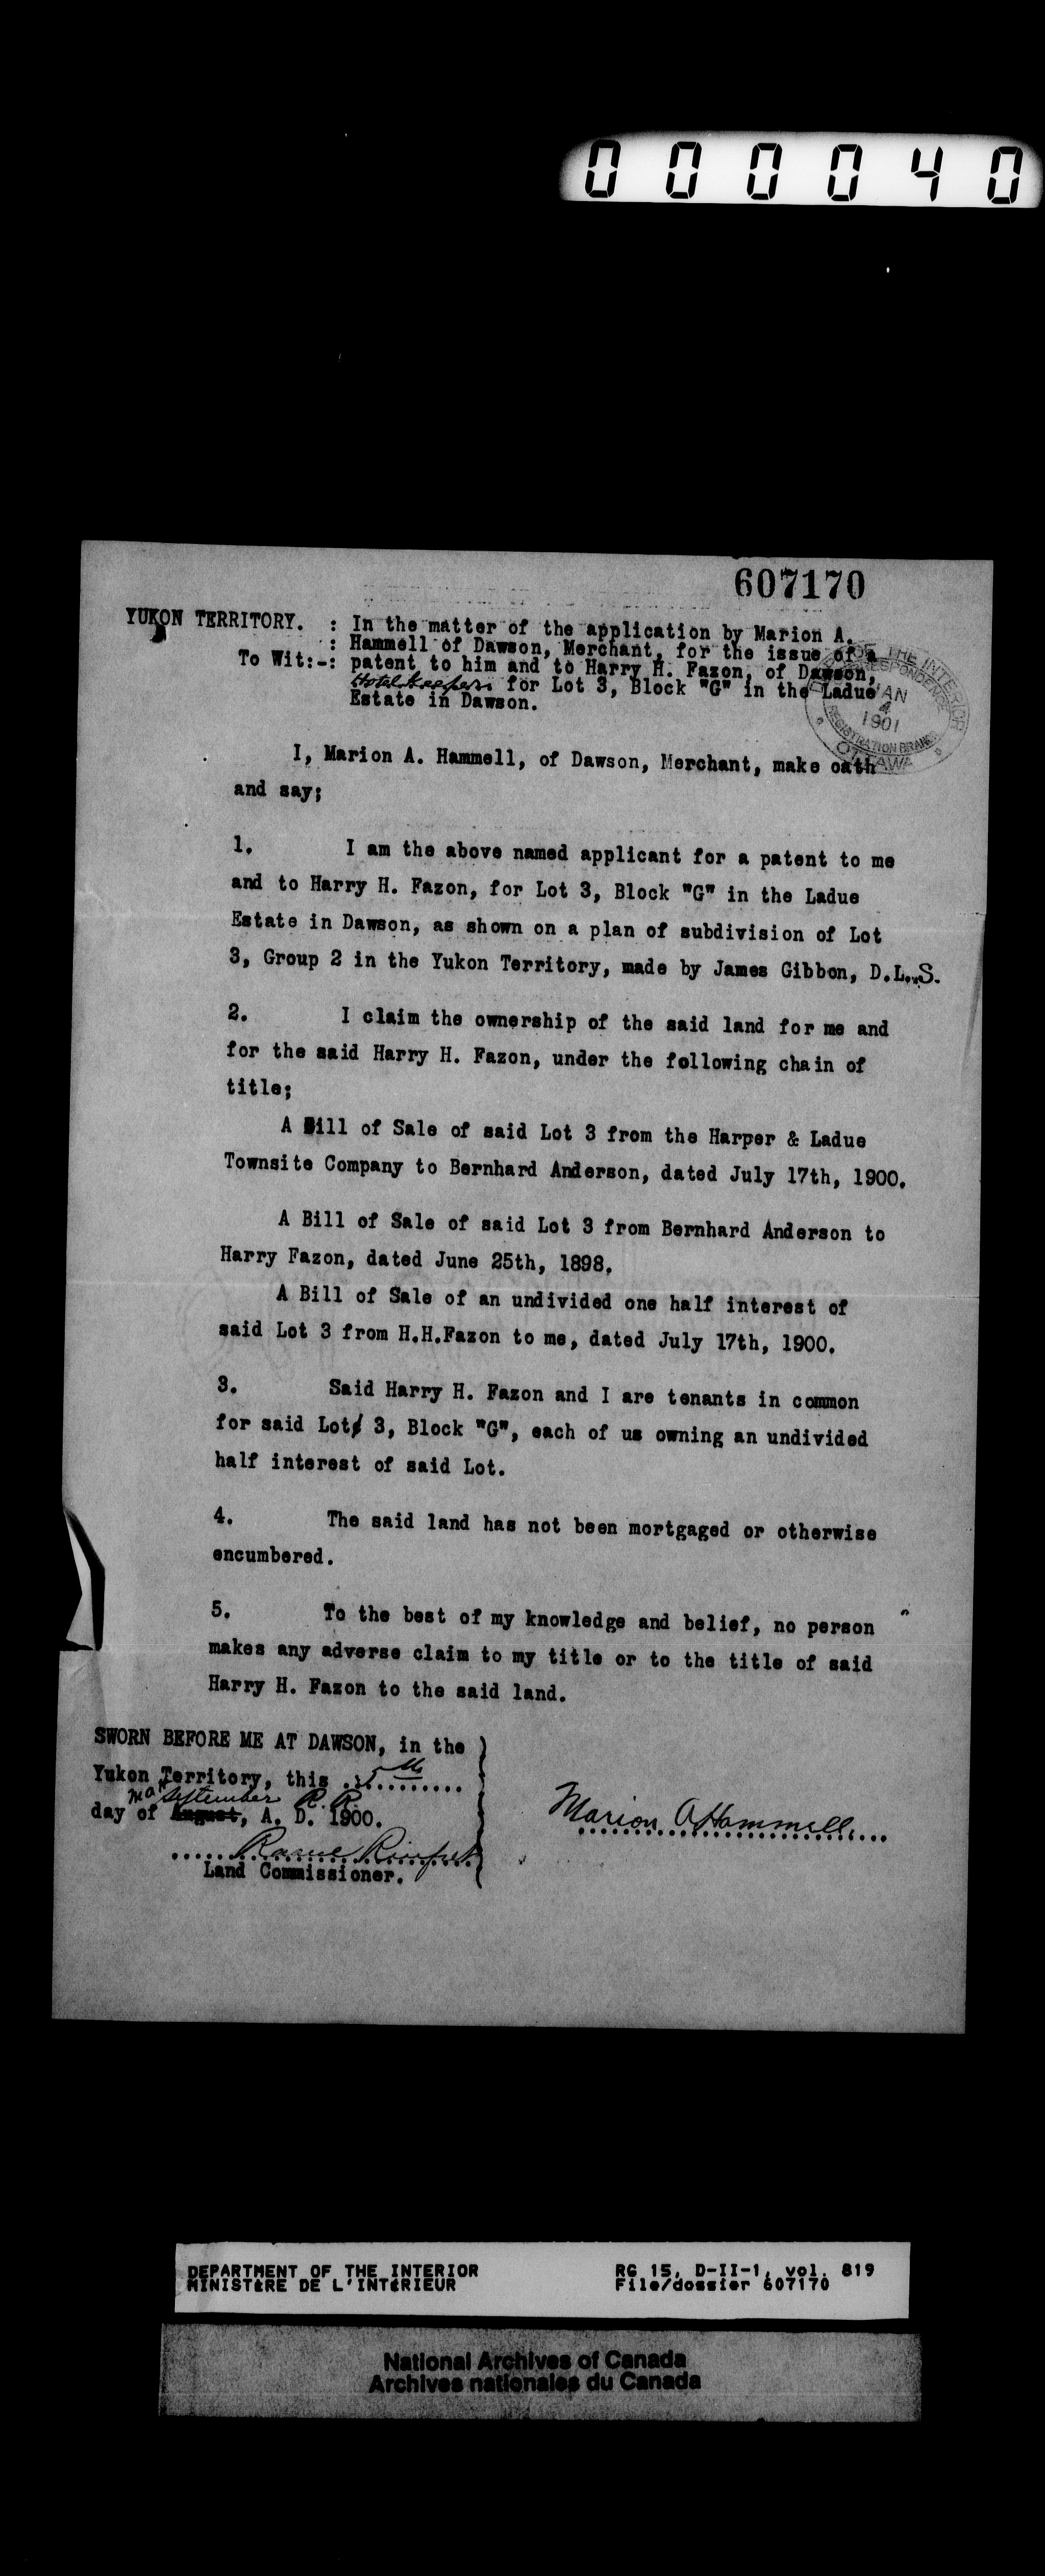 000040
607170
YUKON TERRITORY. : In the matter of the application by Marion A.
: Hammell of Dawson, Merchant, for the issue of a
To Wit:-: patent to him and to Harry H. Fazon, of Dawson,
Hotel Keeper, for Lot 3, Block "G" in the Ladue
Estate in Dawson.
OF THE INTERIOR
CORRESPONDENCE
JAN
4
1901
REGISTRATION BRANCH
OTTAWA
I, Marion A. Hammell, of Dawson, Merchant, make oath
and say;
1. I am the above named applicant for a patent to me
and to Harry H. Fazon, for Lot 3, Block "G" in the Ladue
Estate in Dawson, as shown on a plan of subdivision of Lot
3, Group 2 in the Yukon Territory, made by James Gibbon, D.L.S.
2. I claim the ownership of the said land for me and
for the said Harry H. Fazon, under the following chain of
title;
A Bill of Sale of said Lot 3 from the Harper & Ladue
Townsite Company to Bernhard Anderson, dated July 17th, 1900.
A Bill of Sale of said Lot 3 from Bernhard Anderson to
Harry Fazon, dated June 25th, 1898.
A Bill of Sale of an undivided one half interest of
said Lot 3 from H.H.Fazon to me, dated July 17th, 1900.
3. Said Harry H. Fazon and I are tenants in common
for said Lot 3, Block "G", each of us owning an undivided
half interest of said Lot.
4. The said land has not been mortgaged or otherwise
encumbered.
5. To the best of my knowledge and belief, no person
makes any adverse claim to my title or to the title of said
Harry H. Fazon to the said land.
SWORN BEFORE ME AT DAWSON, in the
Yukon Territory, this 5th
September R.R.
day of August, A. D. 1900.
Marion A Hammell
Land Commissioner.
DEPARTMENT OF THE INTERIOR
MINISTÈRE DE L'INTÉRIEUR
RG 15, D-II-1, vol. 819
File/dossier 607170
National Archives of Canada
Archives nationales du Canada